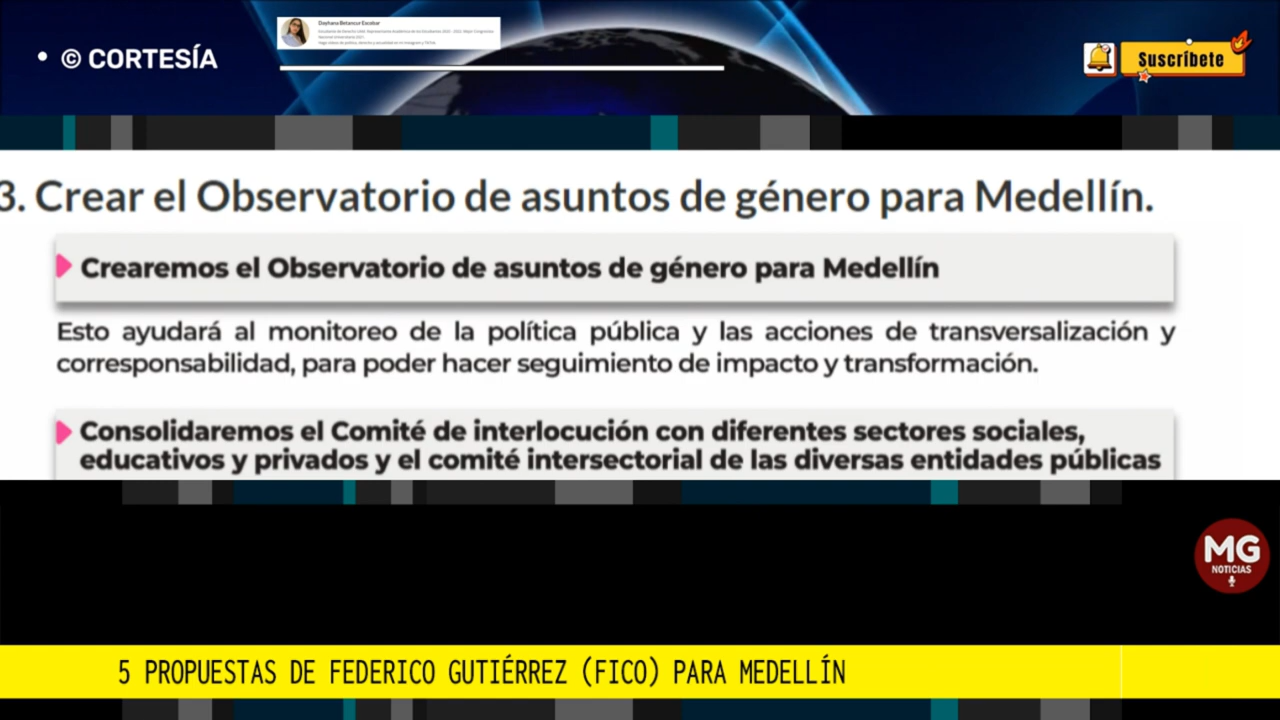 • © CORTESÍA
Dayhana Betancur Escobar
Suscríbete
3. Crear el Observatorio de asuntos de género para Medellín.
Crearemos el Observatorio de asuntos de género para Medellín
Esto ayudará al monitoreo de la política pública y las acciones de transversalización y
corresponsabilidad, para poder hacer seguimiento de impacto y transformación.
Consolidaremos el Comité de interlocución con diferentes sectores sociales,
educativos y privados y el comité intersectorial de las diversas entidades públicas
MG
NOTICIAS
5 PROPUESTAS DE FEDERICO GUTIÉRREZ (FICO) PARA MEDELLÍN